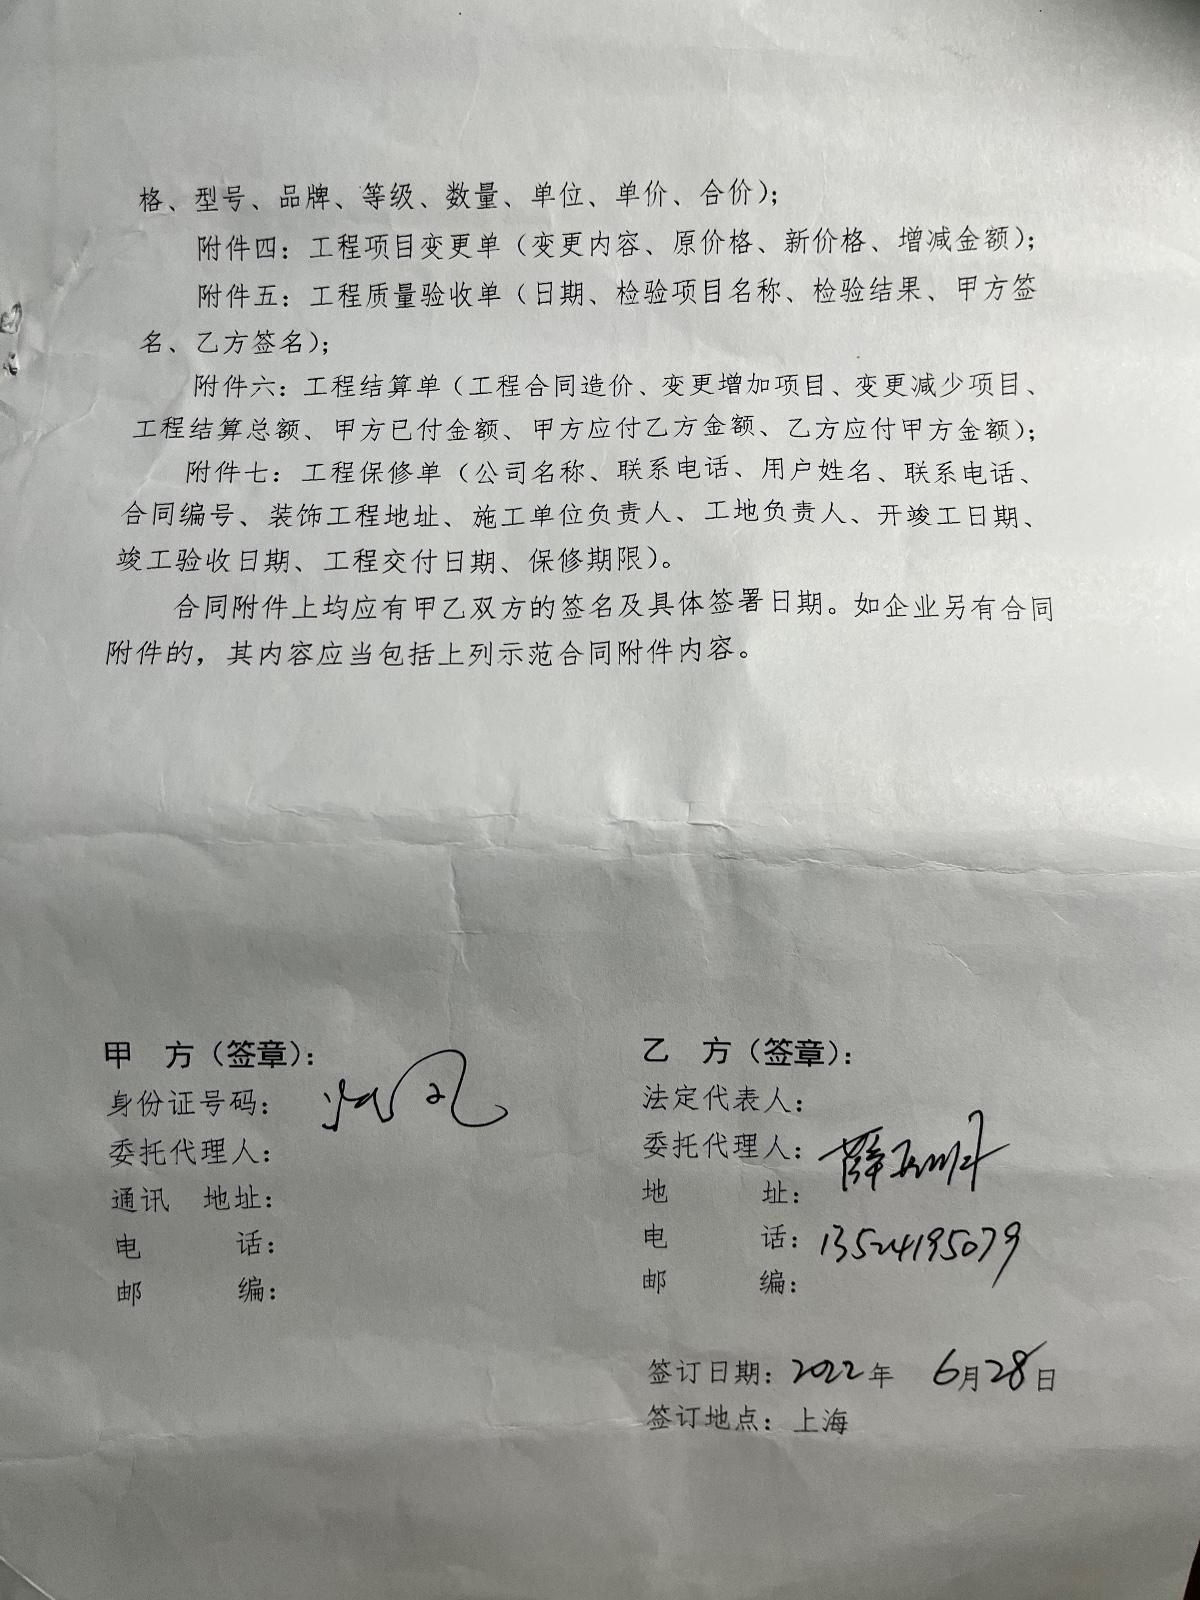 格、型号、品牌、等级、数量、单位、单价、合价);
附件四：工程项目变更单（变更内容、原价格、新价格、增减金额）；
附件五：工程质量验收单（日期、检验项目名称、检验结果、甲方签
名、乙方签名）；
附件六：工程结算单（工程合同造价、变更增加项目、变更减少项目、
工程结算总额、甲方已付金额、甲方应付乙方金额、乙方应付甲方金额）；
附件七：工程保修单（公司名称、联系电话、用户姓名、联系电话、
合同编号、装饰工程地址、施工单位负责人、工地负责人、开竣工日期、
竣工验收日期、工程交付日期、保修期限）。
合同附件上均应有甲乙双方的签名及具体签署日期。如企业另有合同
附件的，其内容应当包括上列示范合同附件内容。
甲 方（签章）：
身份证号码：
委托代理人：
通讯 地址：
电 话：
邮 编：
乙 方（签章）：
法定代表人：
委托代理人：薛
地 址：
电 话：13524195079
邮 编：
签订日期：2022年 6月28日
签订地点：上海